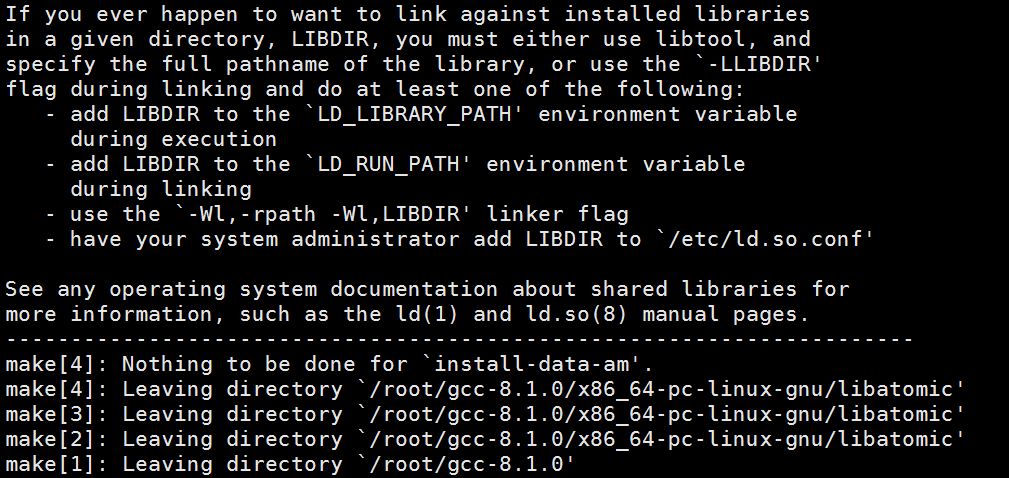 If you ever happen to want to link against installed libraries
in a given directory, LIBDIR, you must either use libtool, and
specify the full pathname of the library, or use the `-LLIBDIR'
flag during linking and do at least one of the following:
   - add LIBDIR to the `LD_LIBRARY_PATH' environment variable
     during execution
   - add LIBDIR to the `LD_RUN_PATH' environment variable
     during linking
   - use the `-Wl,-rpath -Wl,LIBDIR' linker flag
   - have your system administrator add LIBDIR to `/etc/ld.so.conf'

See any operating system documentation about shared libraries for
more information, such as the ld(1) and ld.so(8) manual pages.
----------------------------------------------------------------------
make[4]: Nothing to be done for `install-data-am'.
make[4]: Leaving directory `/root/gcc-8.1.0/x86_64-pc-linux-gnu/libatomic'
make[3]: Leaving directory `/root/gcc-8.1.0/x86_64-pc-linux-gnu/libatomic'
make[2]: Leaving directory `/root/gcc-8.1.0/x86_64-pc-linux-gnu/libatomic'
make[1]: Leaving directory `/root/gcc-8.1.0'